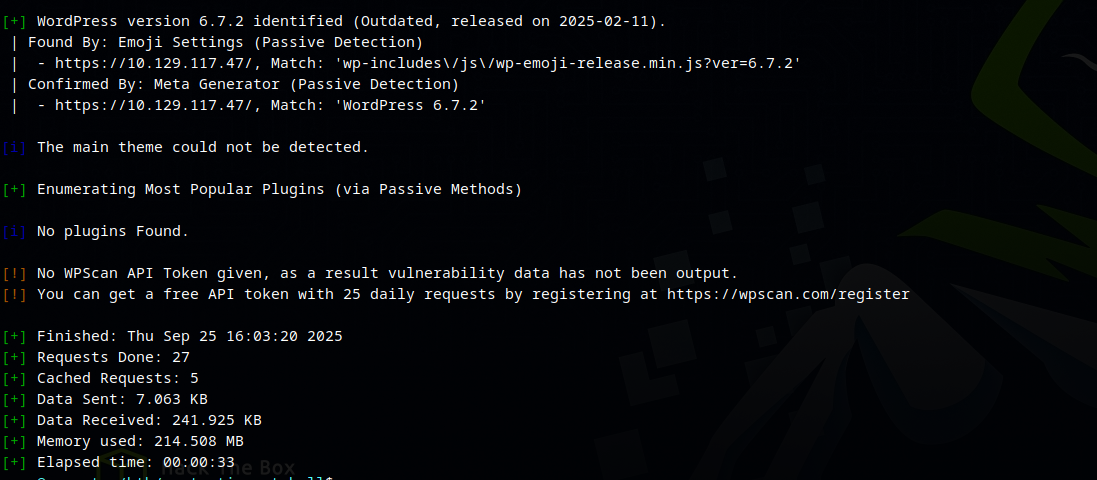 [+] WordPress version 6.7.2 identified (Outdated, released on 2025-02-11).
| Found By: Emoji Settings (Passive Detection)
|  - https://10.129.117.47/, Match: 'wp-includes\/js\/wp-emoji-release.min.js?ver=6.7.2'
| Confirmed By: Meta Generator (Passive Detection)
|  - https://10.129.117.47/, Match: 'WordPress 6.7.2'
[i] The main theme could not be detected.
[+] Enumerating Most Popular Plugins (via Passive Methods)
[i] No plugins Found.
[!] No WPScan API Token given, as a result vulnerability data has not been output.
[!] You can get a free API token with 25 daily requests by registering at https://wpscan.com/register
[+] Finished: Thu Sep 25 16:03:20 2025
[+] Requests Done: 27
[+] Cached Requests: 5
[+] Data Sent: 7.063 KB
[+] Data Received: 241.925 KB
[+] Memory used: 214.508 MB
[+] Elapsed time: 00:00:33
Hack The Box